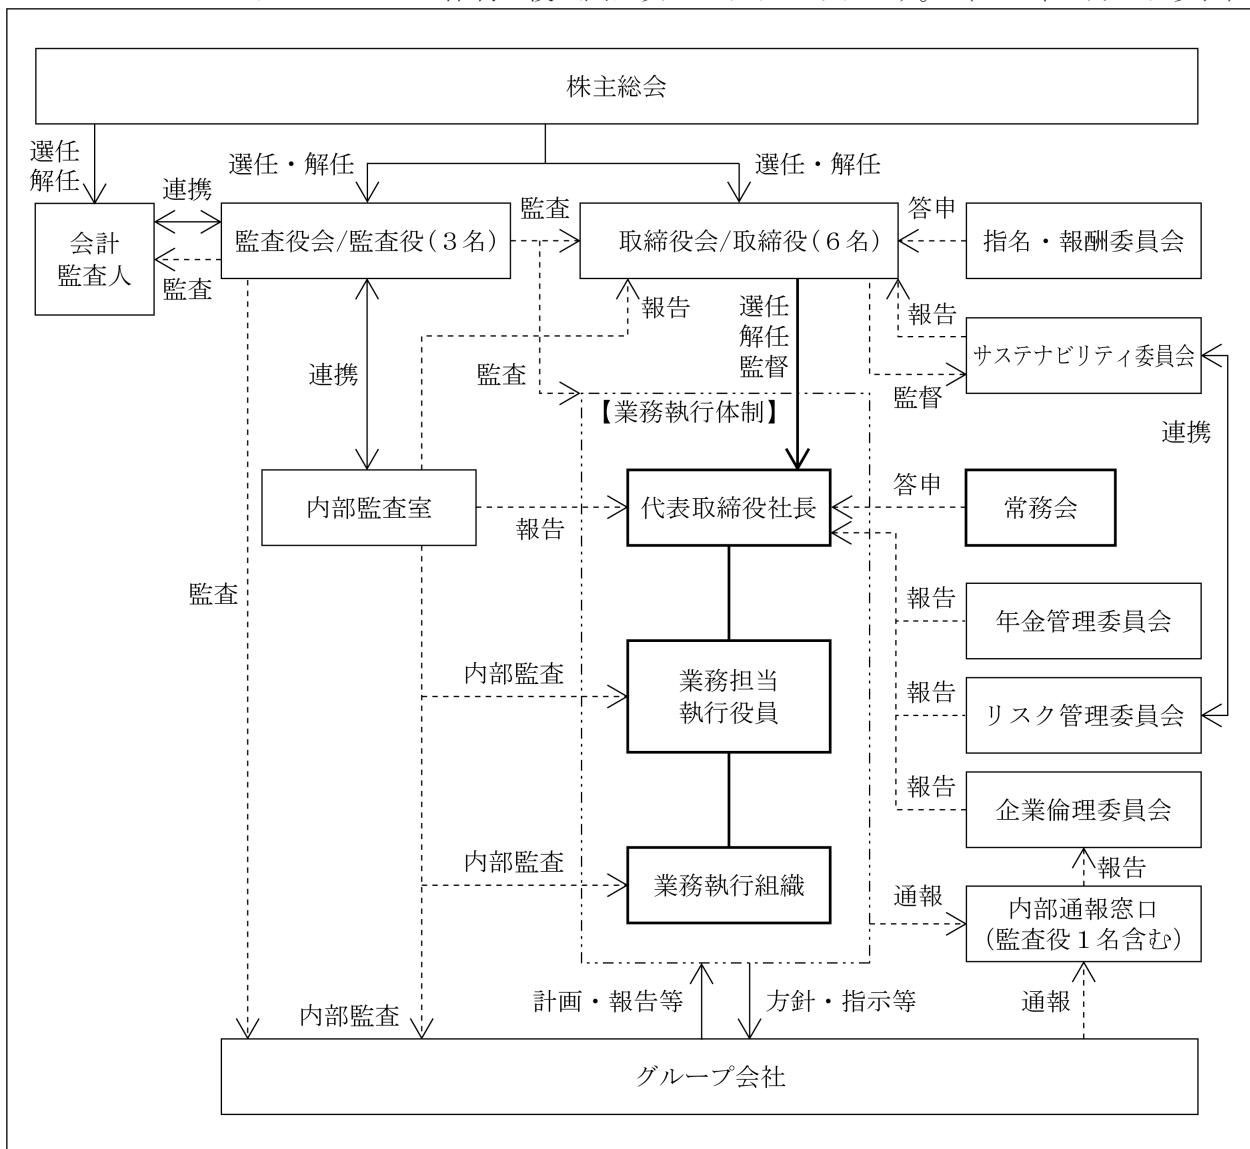 株主総会
選任
解任
選任・解任
選任・解任
連携
監査
答申
会計
監査人
監査役会/監査役(3名)
取締役会/取締役(6名)
指名・報酬委員会
監査
報告
選任
解任
監督
報告
サステナビリティ委員会
連携
監査
監督
【業務執行体制】
連携
内部監査室
報告
代表取締役社長
答申
常務会
監査
報告
年金管理委員会
内部監査
業務担当
執行役員
報告
リスク管理委員会
報告
企業倫理委員会
内部監査
業務執行組織
報告
通報
内部通報窓口
(監査役1名含む)
内部監査
計画・報告等
方針・指示等
通報
グループ会社